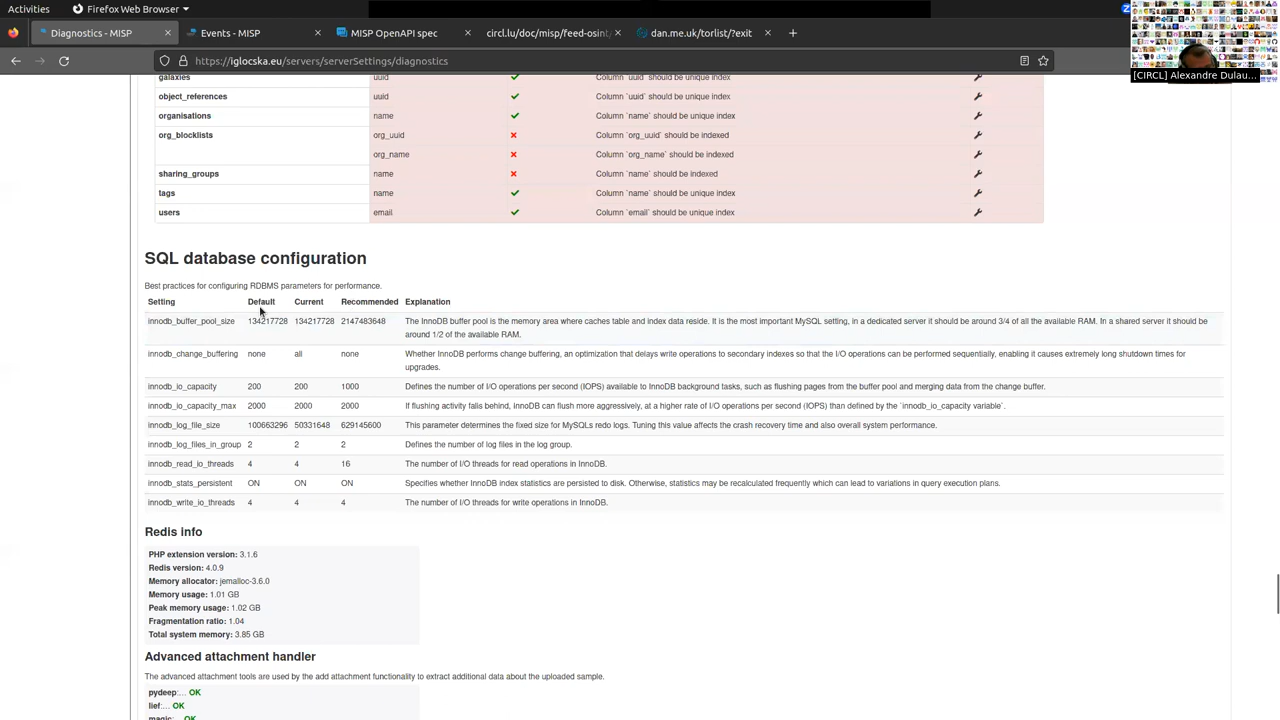 Activities
Firefox Web Browser
Diagnostics - MISP
Events - MISP
MISP OpenAPI spec
dan.me.uk/torlist/?exit
https://iglocska.eu/servers/serverSettings/diagnostics
[CIRCL] Alexandre Dulau...
galaxies uuid Column `uuid` should be unique index
object_references uuid Column `uuid` should be unique index
organisations name Column `name` should be unique index
org_blocklists org_uuid Column `org_uuid` should be indexed
org_name Column `org_name` should be indexed
sharing_groups name Column `name` should be indexed
tags name Column `name` should be unique index
users email Column `email` should be unique index
SQL database configuration
Best practices for configuring RDBMS parameters for performance.
Setting Default Current Recommended Explanation
innodb_buffer_pool_size 134217728 134217728 2147483648 The InnoDB buffer pool is the memory area where caches table and index data reside. It is the most important MySQL setting, in a dedicated server it should be around 3/4 of all the available RAM. In a shared server it should be
around 1/2 of the available RAM.
innodb_change_buffering none all none Whether InnoDB performs change buffering, an optimization that delays write operations to secondary indexes so that the I/O operations can be performed sequentially, enabling it causes extremely long shutdown times for
upgrades.
innodb_io_capacity 200 200 1000 Defines the number of I/O operations per second (IOPS) available to InnoDB background tasks, such as flushing pages from the buffer pool and merging data from the change buffer.
innodb_io_capacity_max 2000 2000 2000 If flushing activity falls behind, InnoDB can flush more aggressively, at a higher rate of I/O operations per second (IOPS) than defined by the `innodb_io_capacity variable`.
innodb_log_file_size 100663296 50331648 629145600 This parameter determines the fixed size for MySQLs redo logs. Tuning this value affects the crash recovery time and also overall system performance.
innodb_log_files_in_group 2 2 2 Defines the number of log files in the log group.
innodb_read_io_threads 4 4 16 The number of I/O threads for read operations in InnoDB.
innodb_stats_persistent ON ON ON Specifies whether InnoDB index statistics are persisted to disk. Otherwise, statistics may be recalculated frequently which can lead to variations in query execution plans.
innodb_write_io_threads 4 4 4 The number of I/O threads for write operations in InnoDB.
Redis info
PHP extension version: 3.1.6
Redis version: 4.0.9
Memory allocator: jemalloc-3.6.0
Memory usage: 1.01 GB
Peak memory usage: 1.02 GB
Fragmentation ratio: 1.04
Total system memory: 3.85 GB
Advanced attachment handler
The advanced attachment tools are used by the add attachment functionality to extract additional data about the uploaded sample.
pydeep:... OK
lief:... OK
magic:... OK